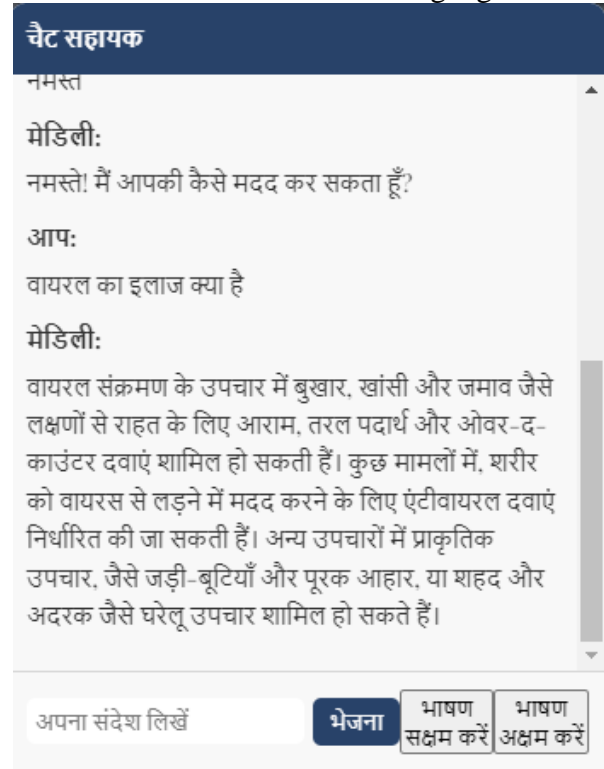 चैट सहायक
नमस्ते
मेडिली:
नमस्ते! मैं आपकी कैसे मदद कर सकता हूँ?
आप:
वायरल का इलाज क्या है
मेडिली:
वायरल संक्रमण के उपचार में बुखार, खांसी और जमाव जैसे
लक्षणों से राहत के लिए आराम, तरल पदार्थ और ओवर-द-
काउंटर दवाएं शामिल हो सकती हैं। कुछ मामलों में, शरीर
को वायरस से लड़ने में मदद करने के लिए एंटीवायरल दवाएं
निर्धारित की जा सकती हैं। अन्य उपचारों में प्राकृतिक
उपचार, जैसे जड़ी-बूटियाँ और पूरक आहार, या शहद और
अदरक जैसे घरेलू उपचार शामिल हो सकते हैं।
अपना संदेश लिखें
भेजना
भाषण
सक्षम करें
भाषण
अक्षम करें